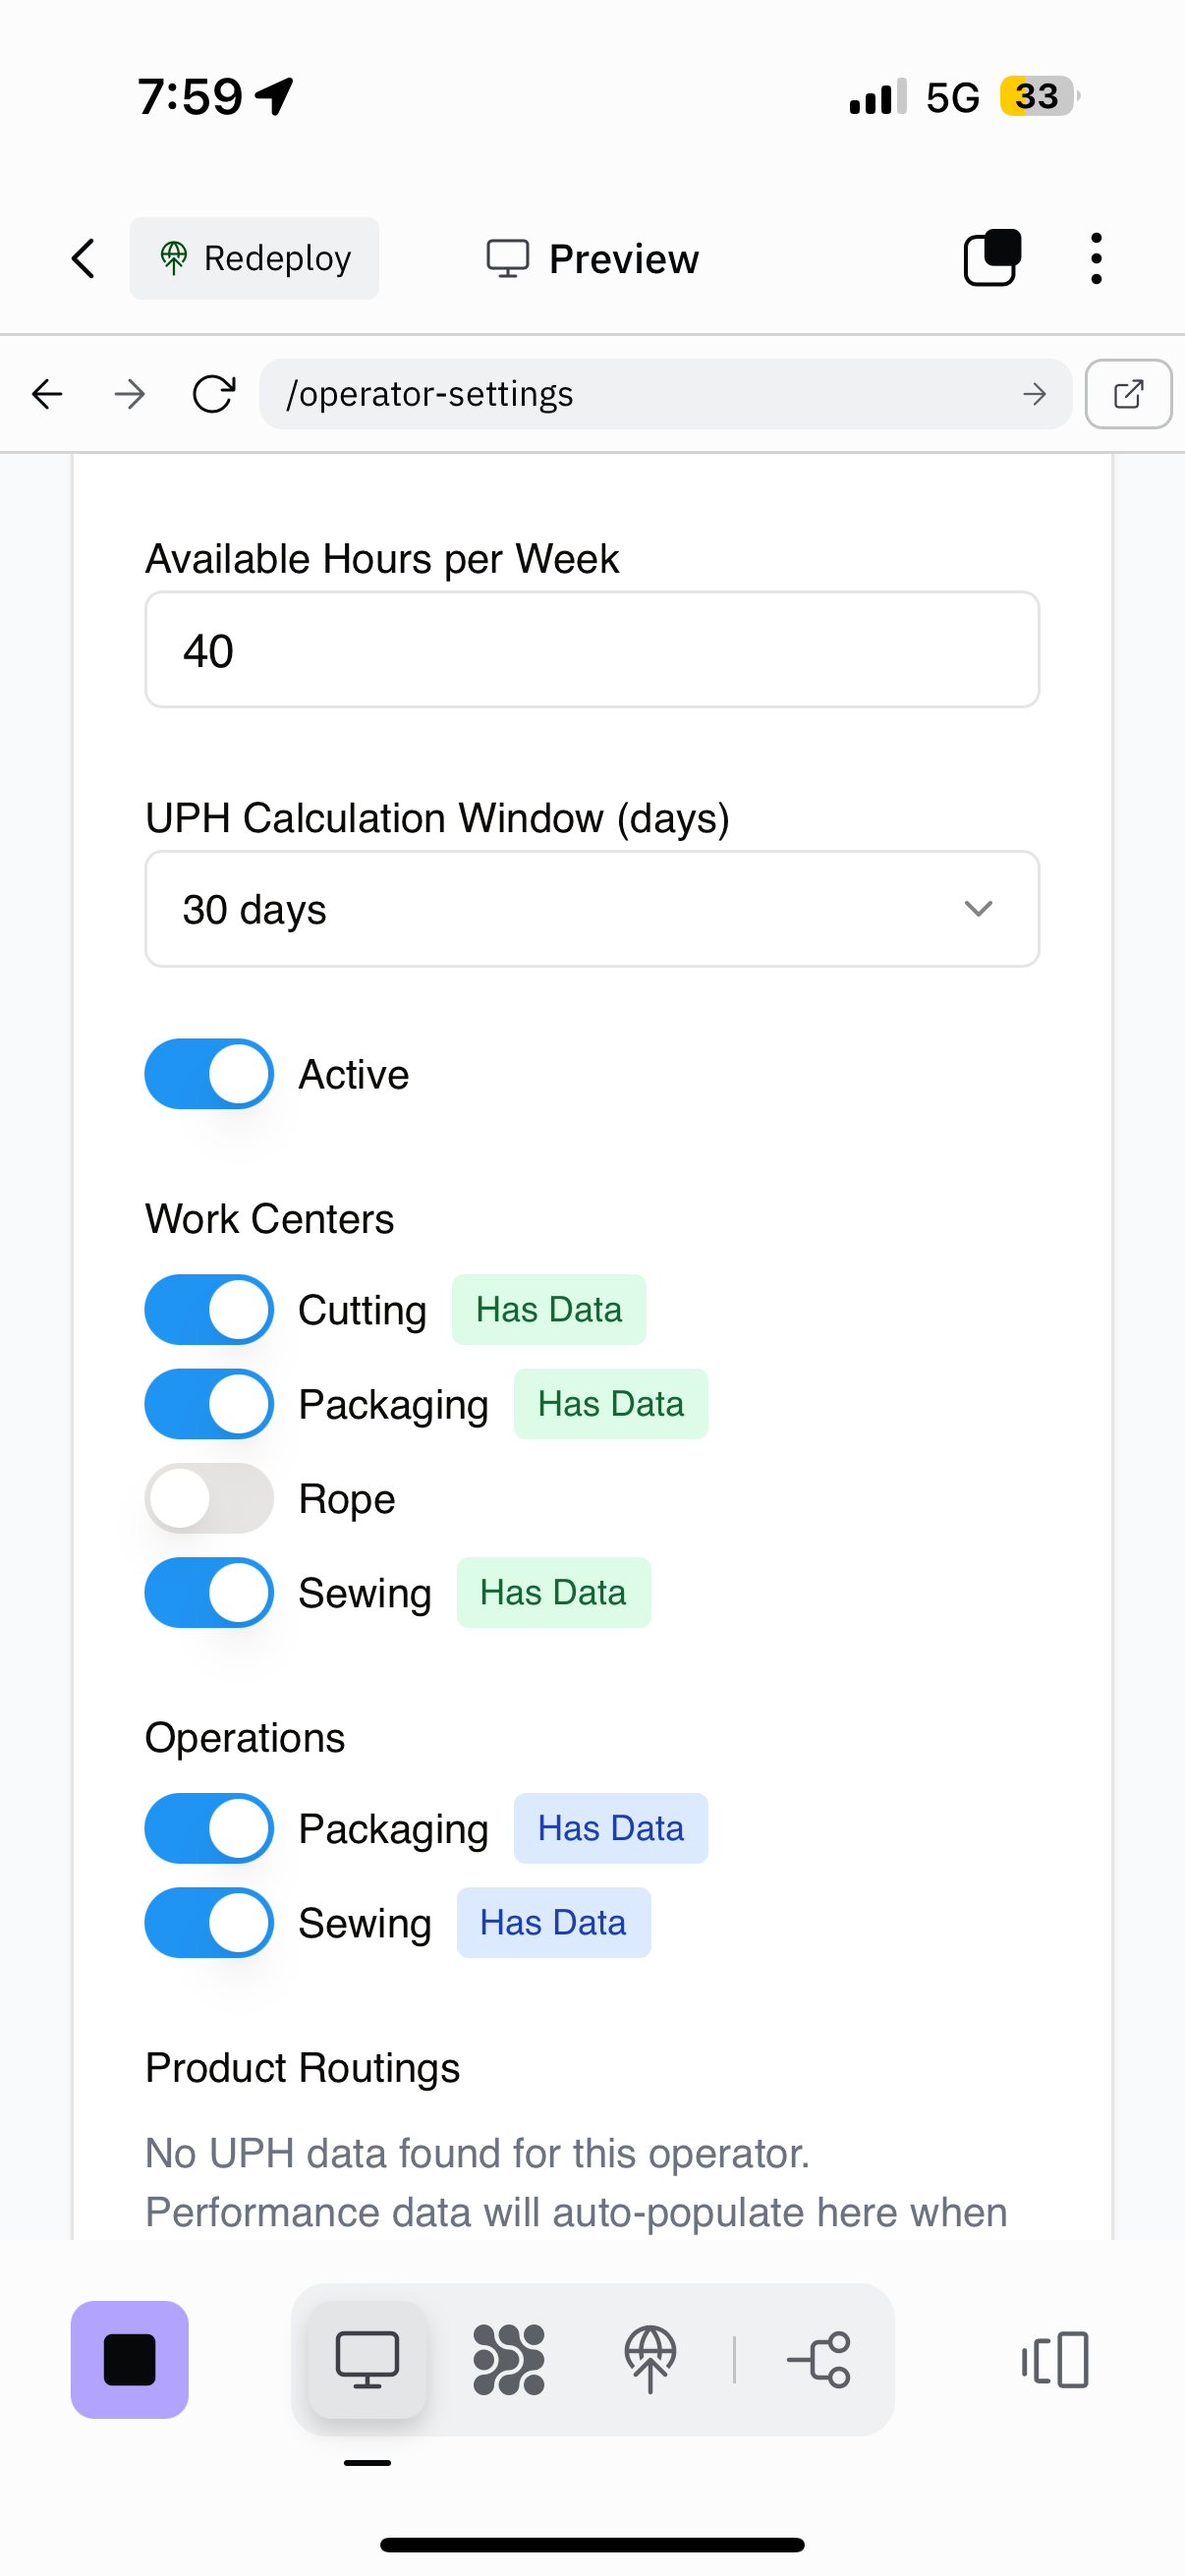 7:59
5G 33
Redeploy
Preview
/operator-settings
Available Hours per Week
40
UPH Calculation Window (days)
30 days
Active
Work Centers
Cutting Has Data
Packaging Has Data
Rope
Sewing Has Data
Operations
Packaging Has Data
Sewing Has Data
Product Routings
No UPH data found for this operator.
Performance data will auto-populate here when